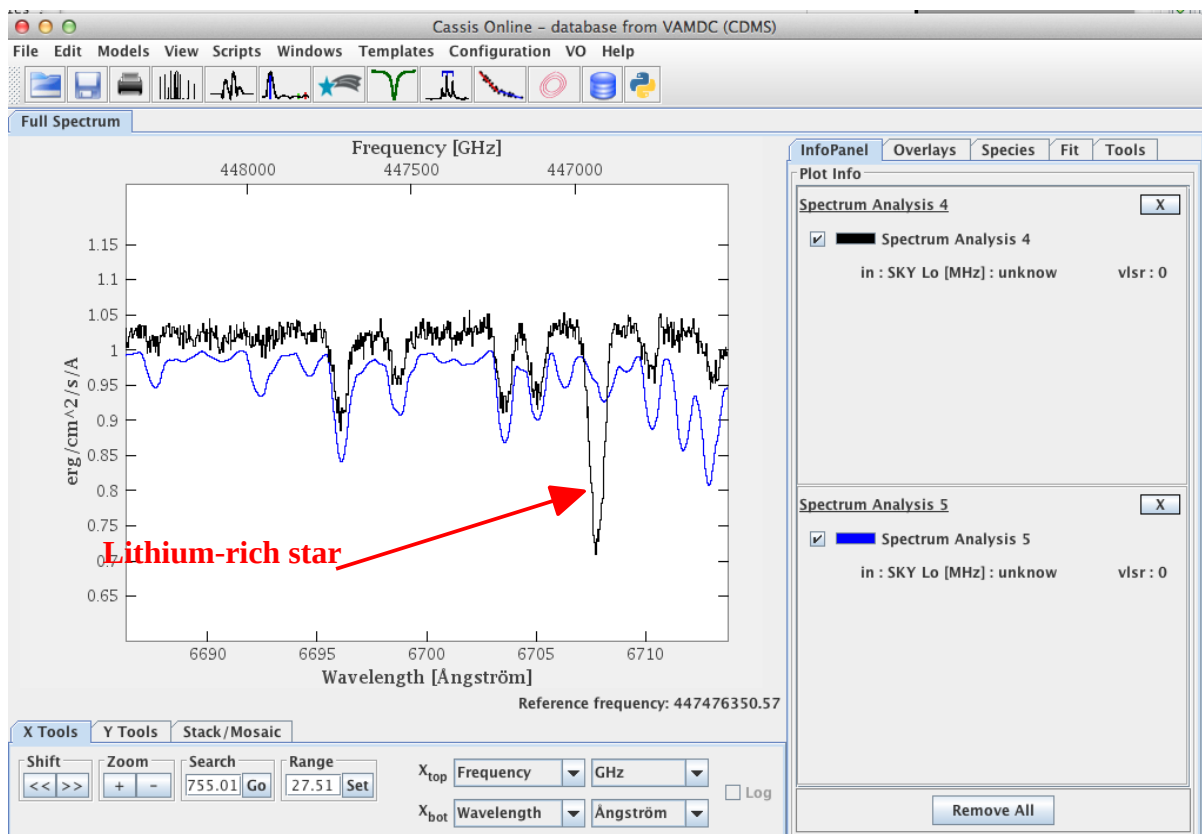 Cassis Online – database from VAMDC (CDMS)
File Edit Models View Scripts Windows Templates Configuration VO Help
Full Spectrum
Frequency [GHz]
448000 447500 447000
1.15
1.1
1.05
1
0.95
0.9
0.85
0.8
0.75
0.7
0.65
erg/cm^2/s/A
Lithium-rich star
6690 6695 6700 6705 6710
Wavelength [Ångström]
Reference frequency: 447476350.57
InfoPanel Overlays Species Fit Tools
Plot Info
Spectrum Analysis 4 X
Spectrum Analysis 4
in : SKY Lo [MHz] : unknow vlsr : 0
Spectrum Analysis 5 X
Spectrum Analysis 5
in : SKY Lo [MHz] : unknow vlsr : 0
Remove All
X Tools Y Tools Stack/Mosaic
Shift Zoom Search Range
<< >> + - 755.01 Go 27.51 Set
Xtop Frequency GHz
Log
Xbot Wavelength Ångström